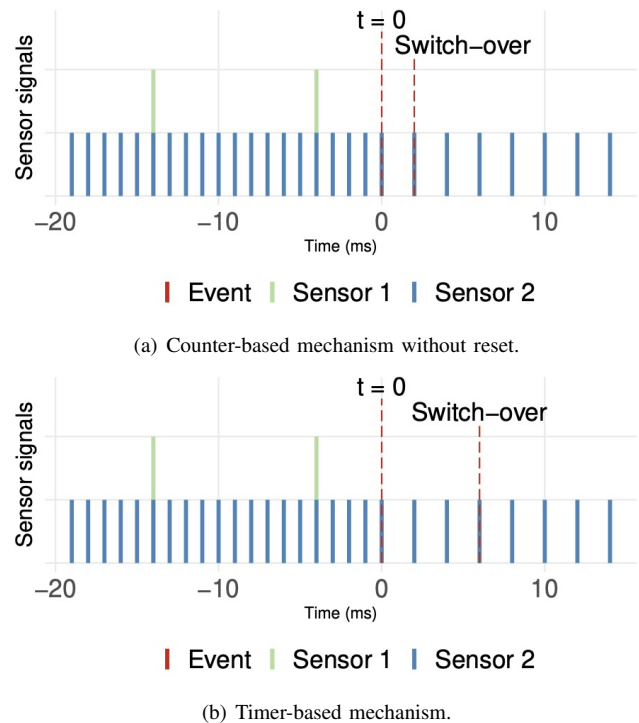 t = 0
Switch−over
Sensor signals
−20 −10 0 10
Time (ms)
Event Sensor 1 Sensor 2
(a) Counter-based mechanism without reset.
t = 0
Switch−over
Sensor signals
−20 −10 0 10
Time (ms)
Event Sensor 1 Sensor 2
(b) Timer-based mechanism.